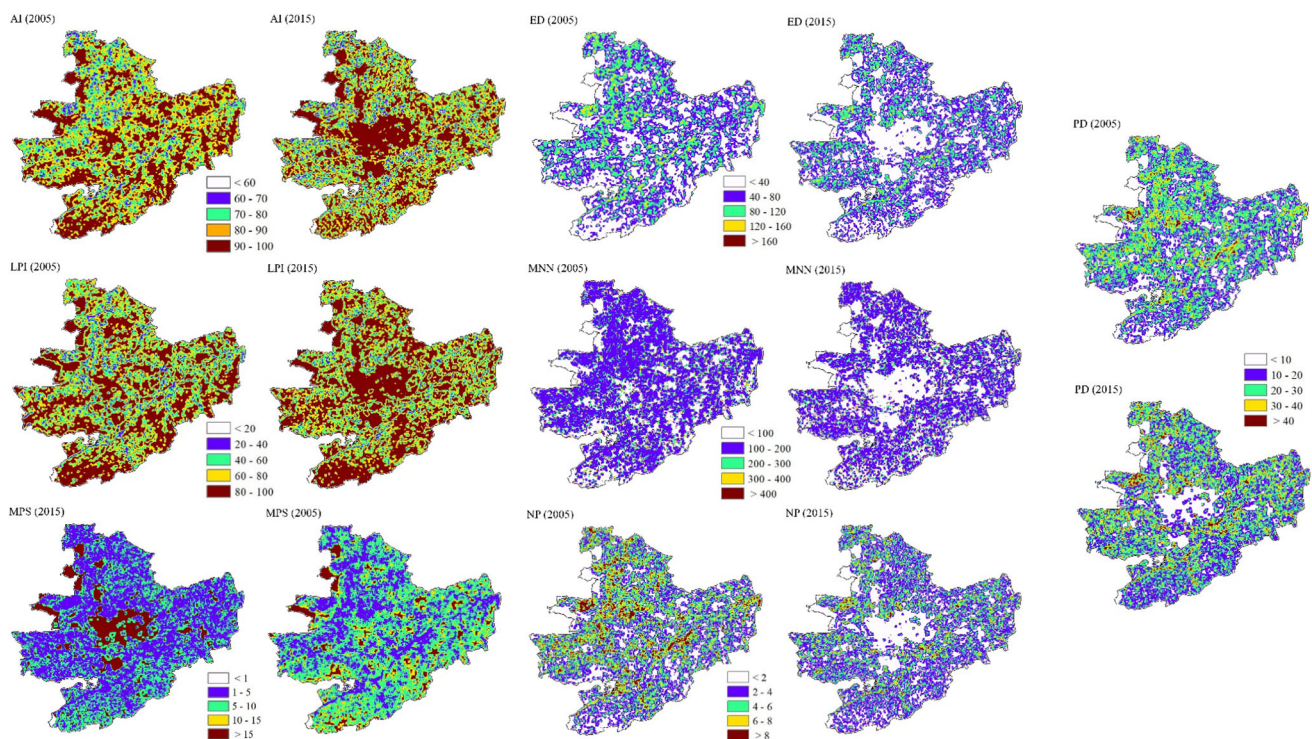 AI (2005)
AI (2015)
ED (2005)
ED (2015)
< 60
60 - 70
70 - 80
80 - 90
90 - 100
< 40
40 - 80
80 - 120
120 - 160
> 160
PD (2005)
LPI (2005)
LPI (2015)
MNN (2005)
MNN (2015)
< 20
20 - 40
40 - 60
60 - 80
80 - 100
< 100
100 - 200
200 - 300
300 - 400
> 400
< 10
10 - 20
20 - 30
30 - 40
> 40
PD (2015)
MPS (2015)
MPS (2005)
NP (2005)
NP (2015)
< 1
1 - 5
5 - 10
10 - 15
> 15
< 2
2 - 4
4 - 6
6 - 8
> 8